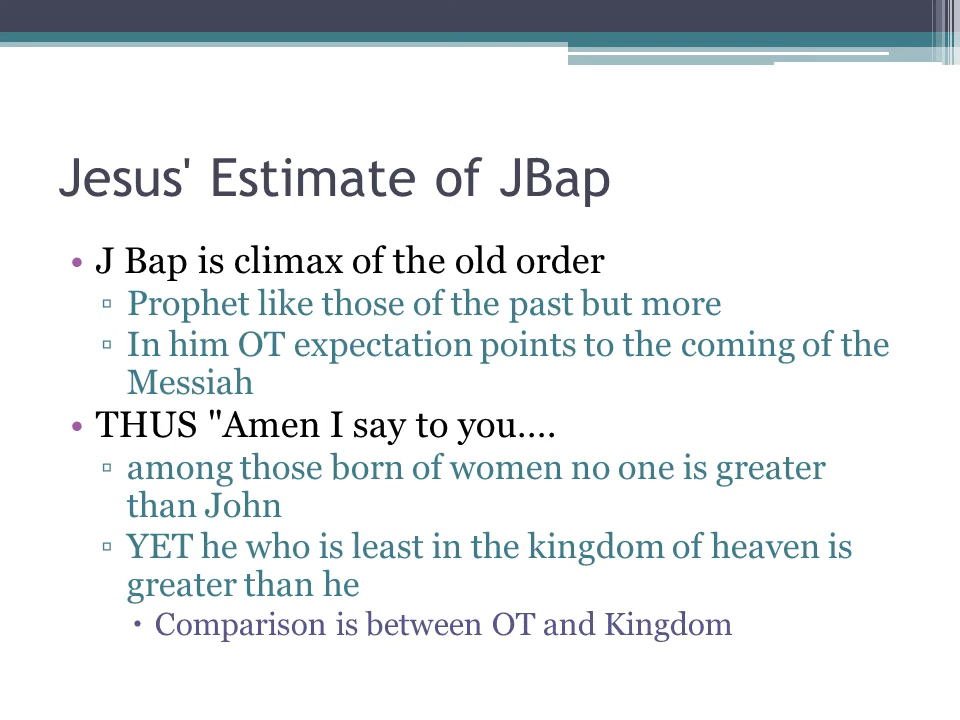 Jesus' Estimate of JBap
• J Bap is climax of the old order
▫ Prophet like those of the past but more
▫ In him OT expectation points to the coming of the
Messiah
• THUS "Amen I say to you….
▫ among those born of women no one is greater
than John
▫ YET he who is least in the kingdom of heaven is
greater than he
▪ Comparison is between OT and Kingdom